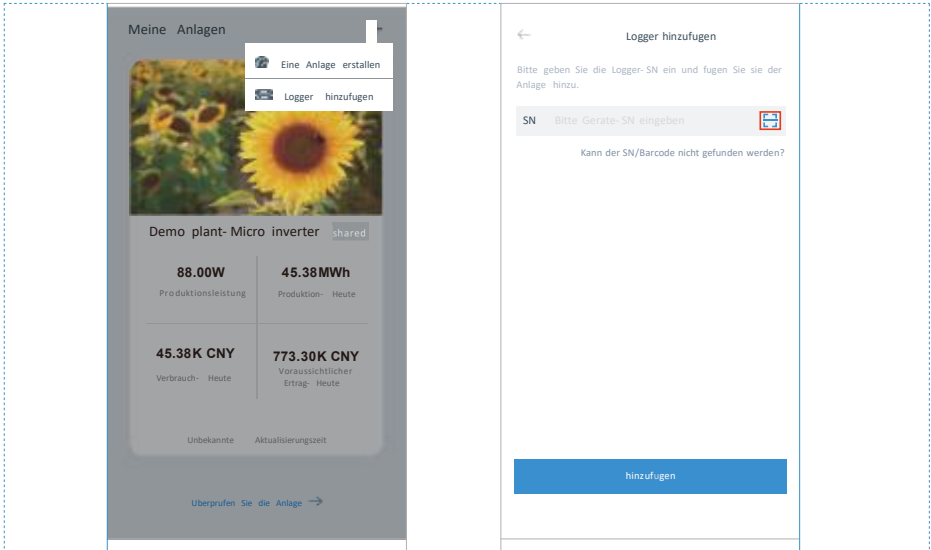 Meine Anlagen
Eine Anlage erstallen
Logger hinzufugen
Demo plant- Micro inverter shared
88.00W
Produktionsleistung
45.38MWh
Produktion- Heute
45.38K CNY
Verbrauch- Heute
773.30K CNY
Voraussichtlicher
Ertrag- Heute
Unbekannte Aktualisierungszeit
Uberprufen Sie die Anlage
Logger hinzufugen
Bitte geben Sie die Logger- SN ein und fugen Sie sie der
Anlage hinzu.
SN Bitte Gerate- SN eingeben
Kann der SN/Barcode nicht gefunden werden?
hinzufugen